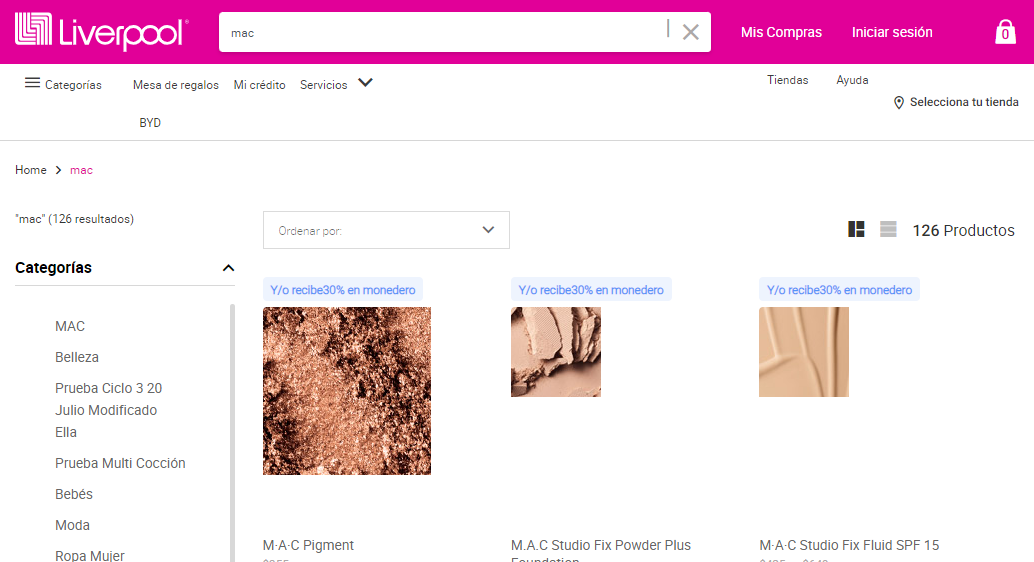 Liverpool
mac
Mis Compras
Iniciar sesión
0
Categorías
Mesa de regalos
Mi crédito
Servicios
Tiendas
Ayuda
Selecciona tu tienda
BYD
Home > mac
"mac" (126 resultados)
Ordenar por:
126 Productos
Categorías
Y/o recibe30% en monedero
Y/o recibe30% en monedero
Y/o recibe30% en monedero
MAC
Belleza
Prueba Ciclo 3 20
Julio Modificado
Ella
Prueba Multi Cocción
Bebés
Moda
Ropa Mujer
M·A·C Pigment
M.A.C Studio Fix Powder Plus
Foundation
M·A·C Studio Fix Fluid SPF 15